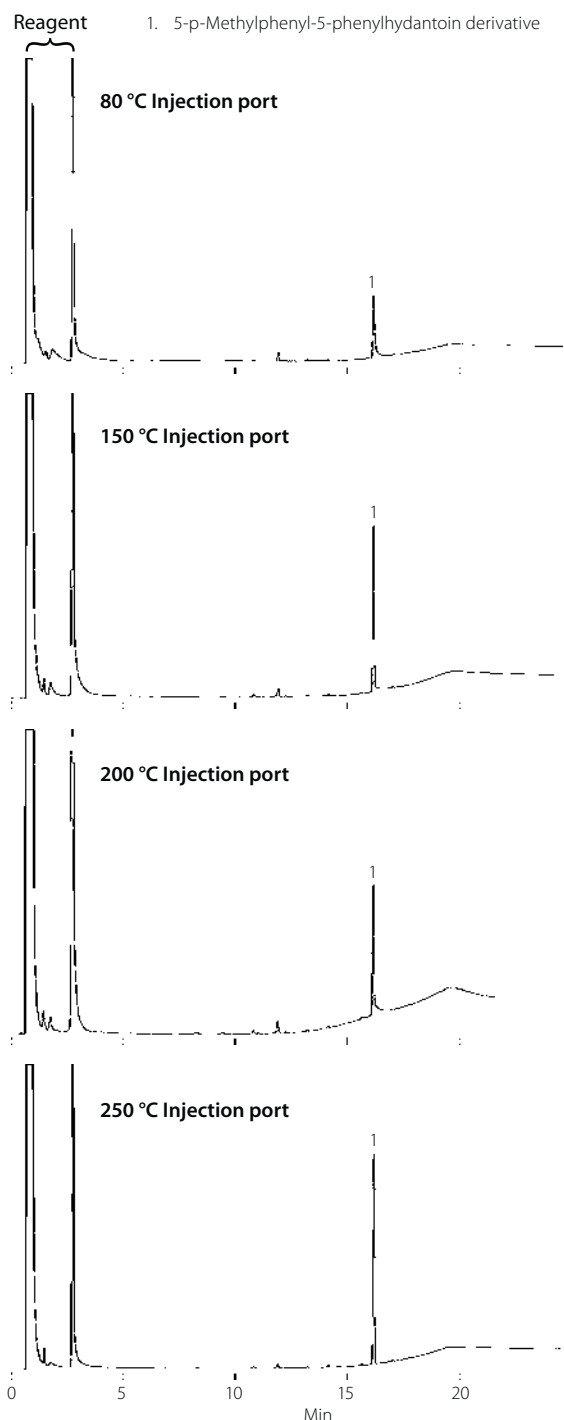 Reagent
1. 5-p-Methylphenyl-5-phenylhydantoin derivative
80 °C Injection port
1
150 °C Injection port
1
200 °C Injection port
1
250 °C Injection port
1
0 5 10 15 20
Min